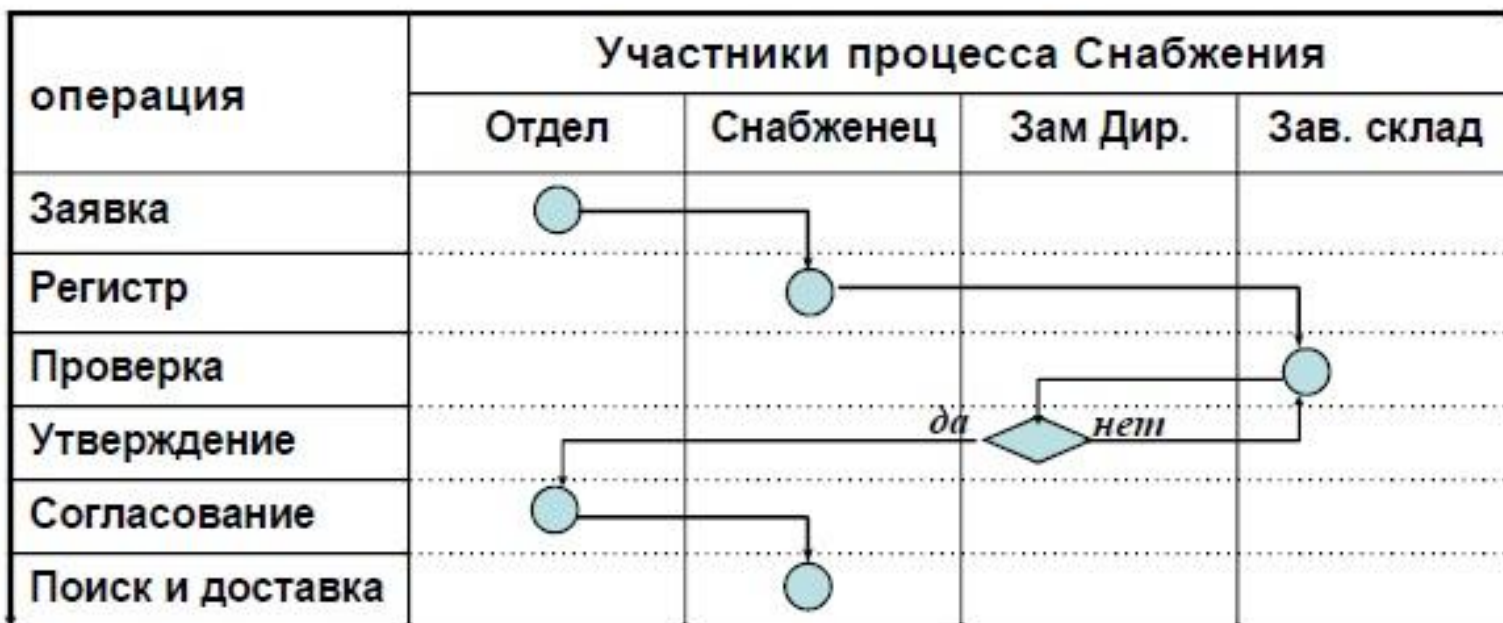 операция
Участники процесса Снабжения
Отдел
Снабженец
Зам Дир.
Зав. склад
Заявка
Регистр
Проверка
Утверждение
да
нет
Согласование
Поиск и доставка